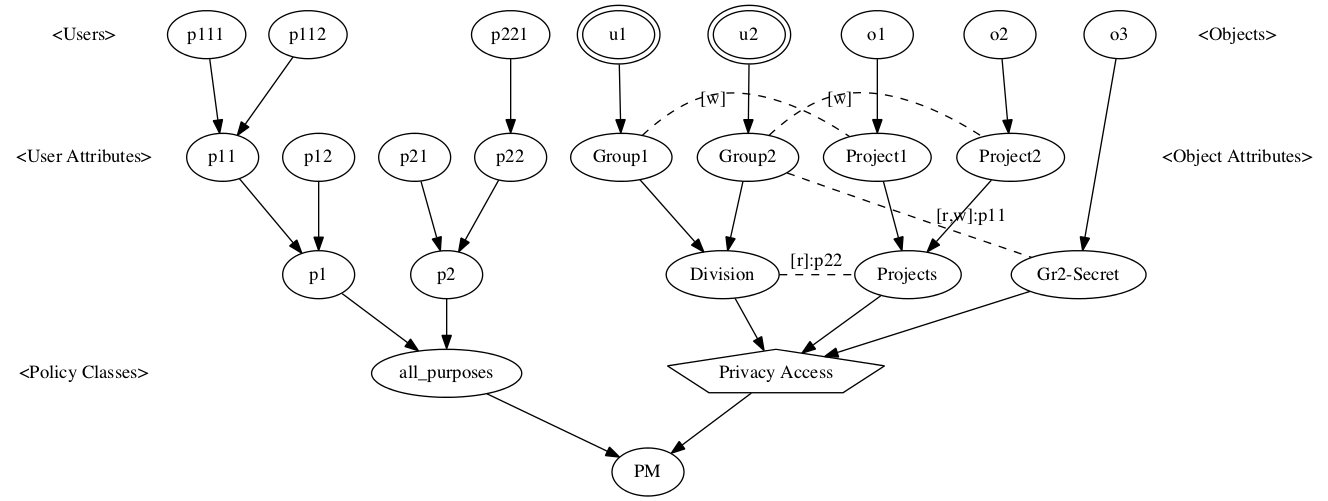 <Users>
p111
p112
p221
u1
u2
o1
o2
o3
<Objects>
[w]
[w]
<User Attributes>
p11
p12
p21
p22
Group1
Group2
Project1
Project2
<Object Attributes>
[r,w]:p11
[r]:p22
p1
p2
Division
Projects
Gr2-Secret
<Policy Classes>
all_purposes
Privacy Access
PM